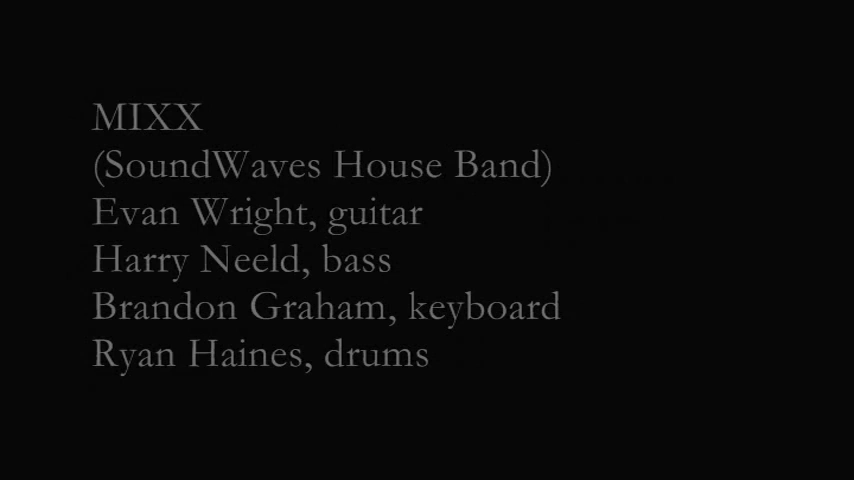 MIXX
(SoundWaves House Band)
Evan Wright, guitar
Harry Neeld, bass
Brandon Graham, keyboard
Ryan Haines, drums